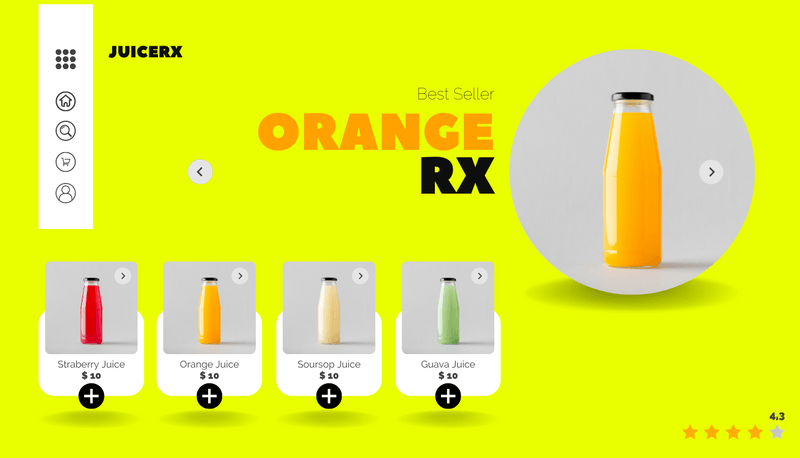 JUICERX
Best Seller
ORANGE
RX
Straberry Juice
$ 10
Orange Juice
$ 10
Soursop Juice
$ 10
Guava Juice
$ 10
4,3